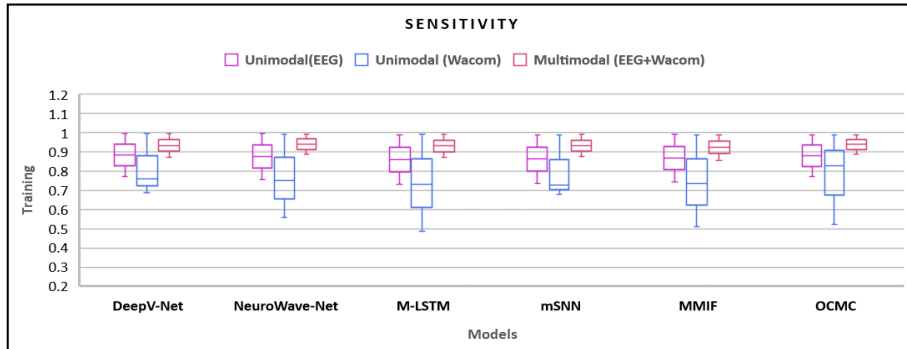 SENSITIVITY
Unimodal(EEG) Unimodal (Wacom) Multimodal (EEG+Wacom)
1.2
1.1
1
0.9
0.8
0.7
0.6
0.5
0.4
0.3
0.2
Training
DeepV-Net NeuroWave-Net M-LSTM mSNN MMIF OCMC
Models